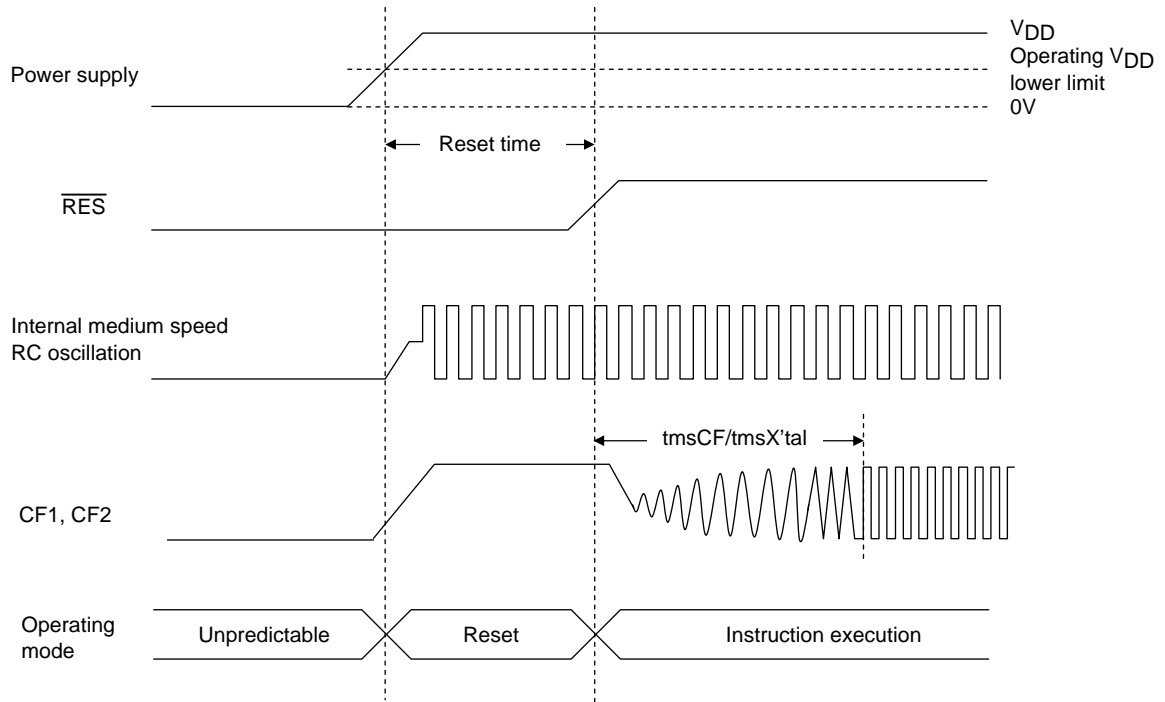 Power supply
VDD
Operating VDD
lower limit
0V
Reset time
RES
Internal medium speed
RC oscillation
tmsCF/tmsX'tal
CF1, CF2
Operating
mode
Unpredictable
Reset
Instruction execution